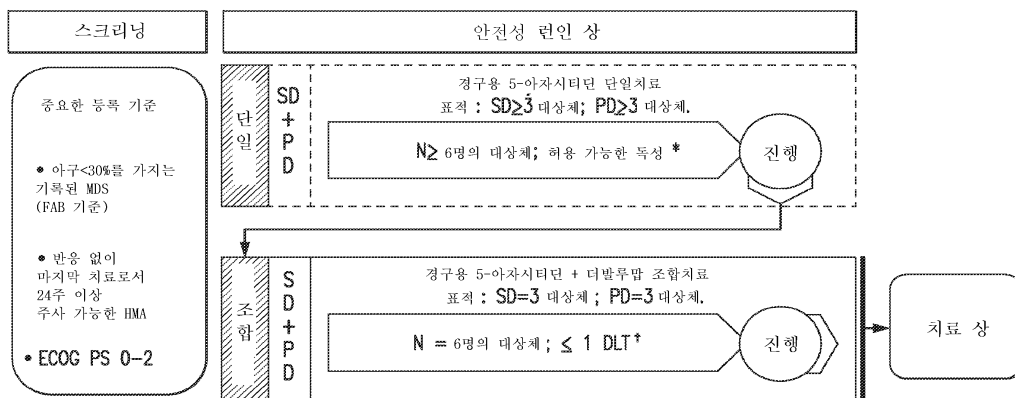 스크리닝
안전성 런인 상
중요한 등록 기준
• 아구<30%를 가지는
기록된 MDS
(FAB 기준)
• 반응 없이
마지막 치료로서
24주 이상
주사 가능한 HMA
• ECOG PS 0-2
단일
SD
+
P
D
경구용 5-아자시티딘 단일치료
표적 : SD≥3 대상체; PD≥3 대상체.
N≥ 6명의 대상체; 허용 가능한 독성 *
진행
조합
S
D
+
P
D
경구용 5-아자시티딘 + 더발루맙 조합치료
표적 : SD=3 대상체 ; PD=3 대상체.
N = 6명의 대상체 ; ≤ 1 DLT†
진행
치료 상